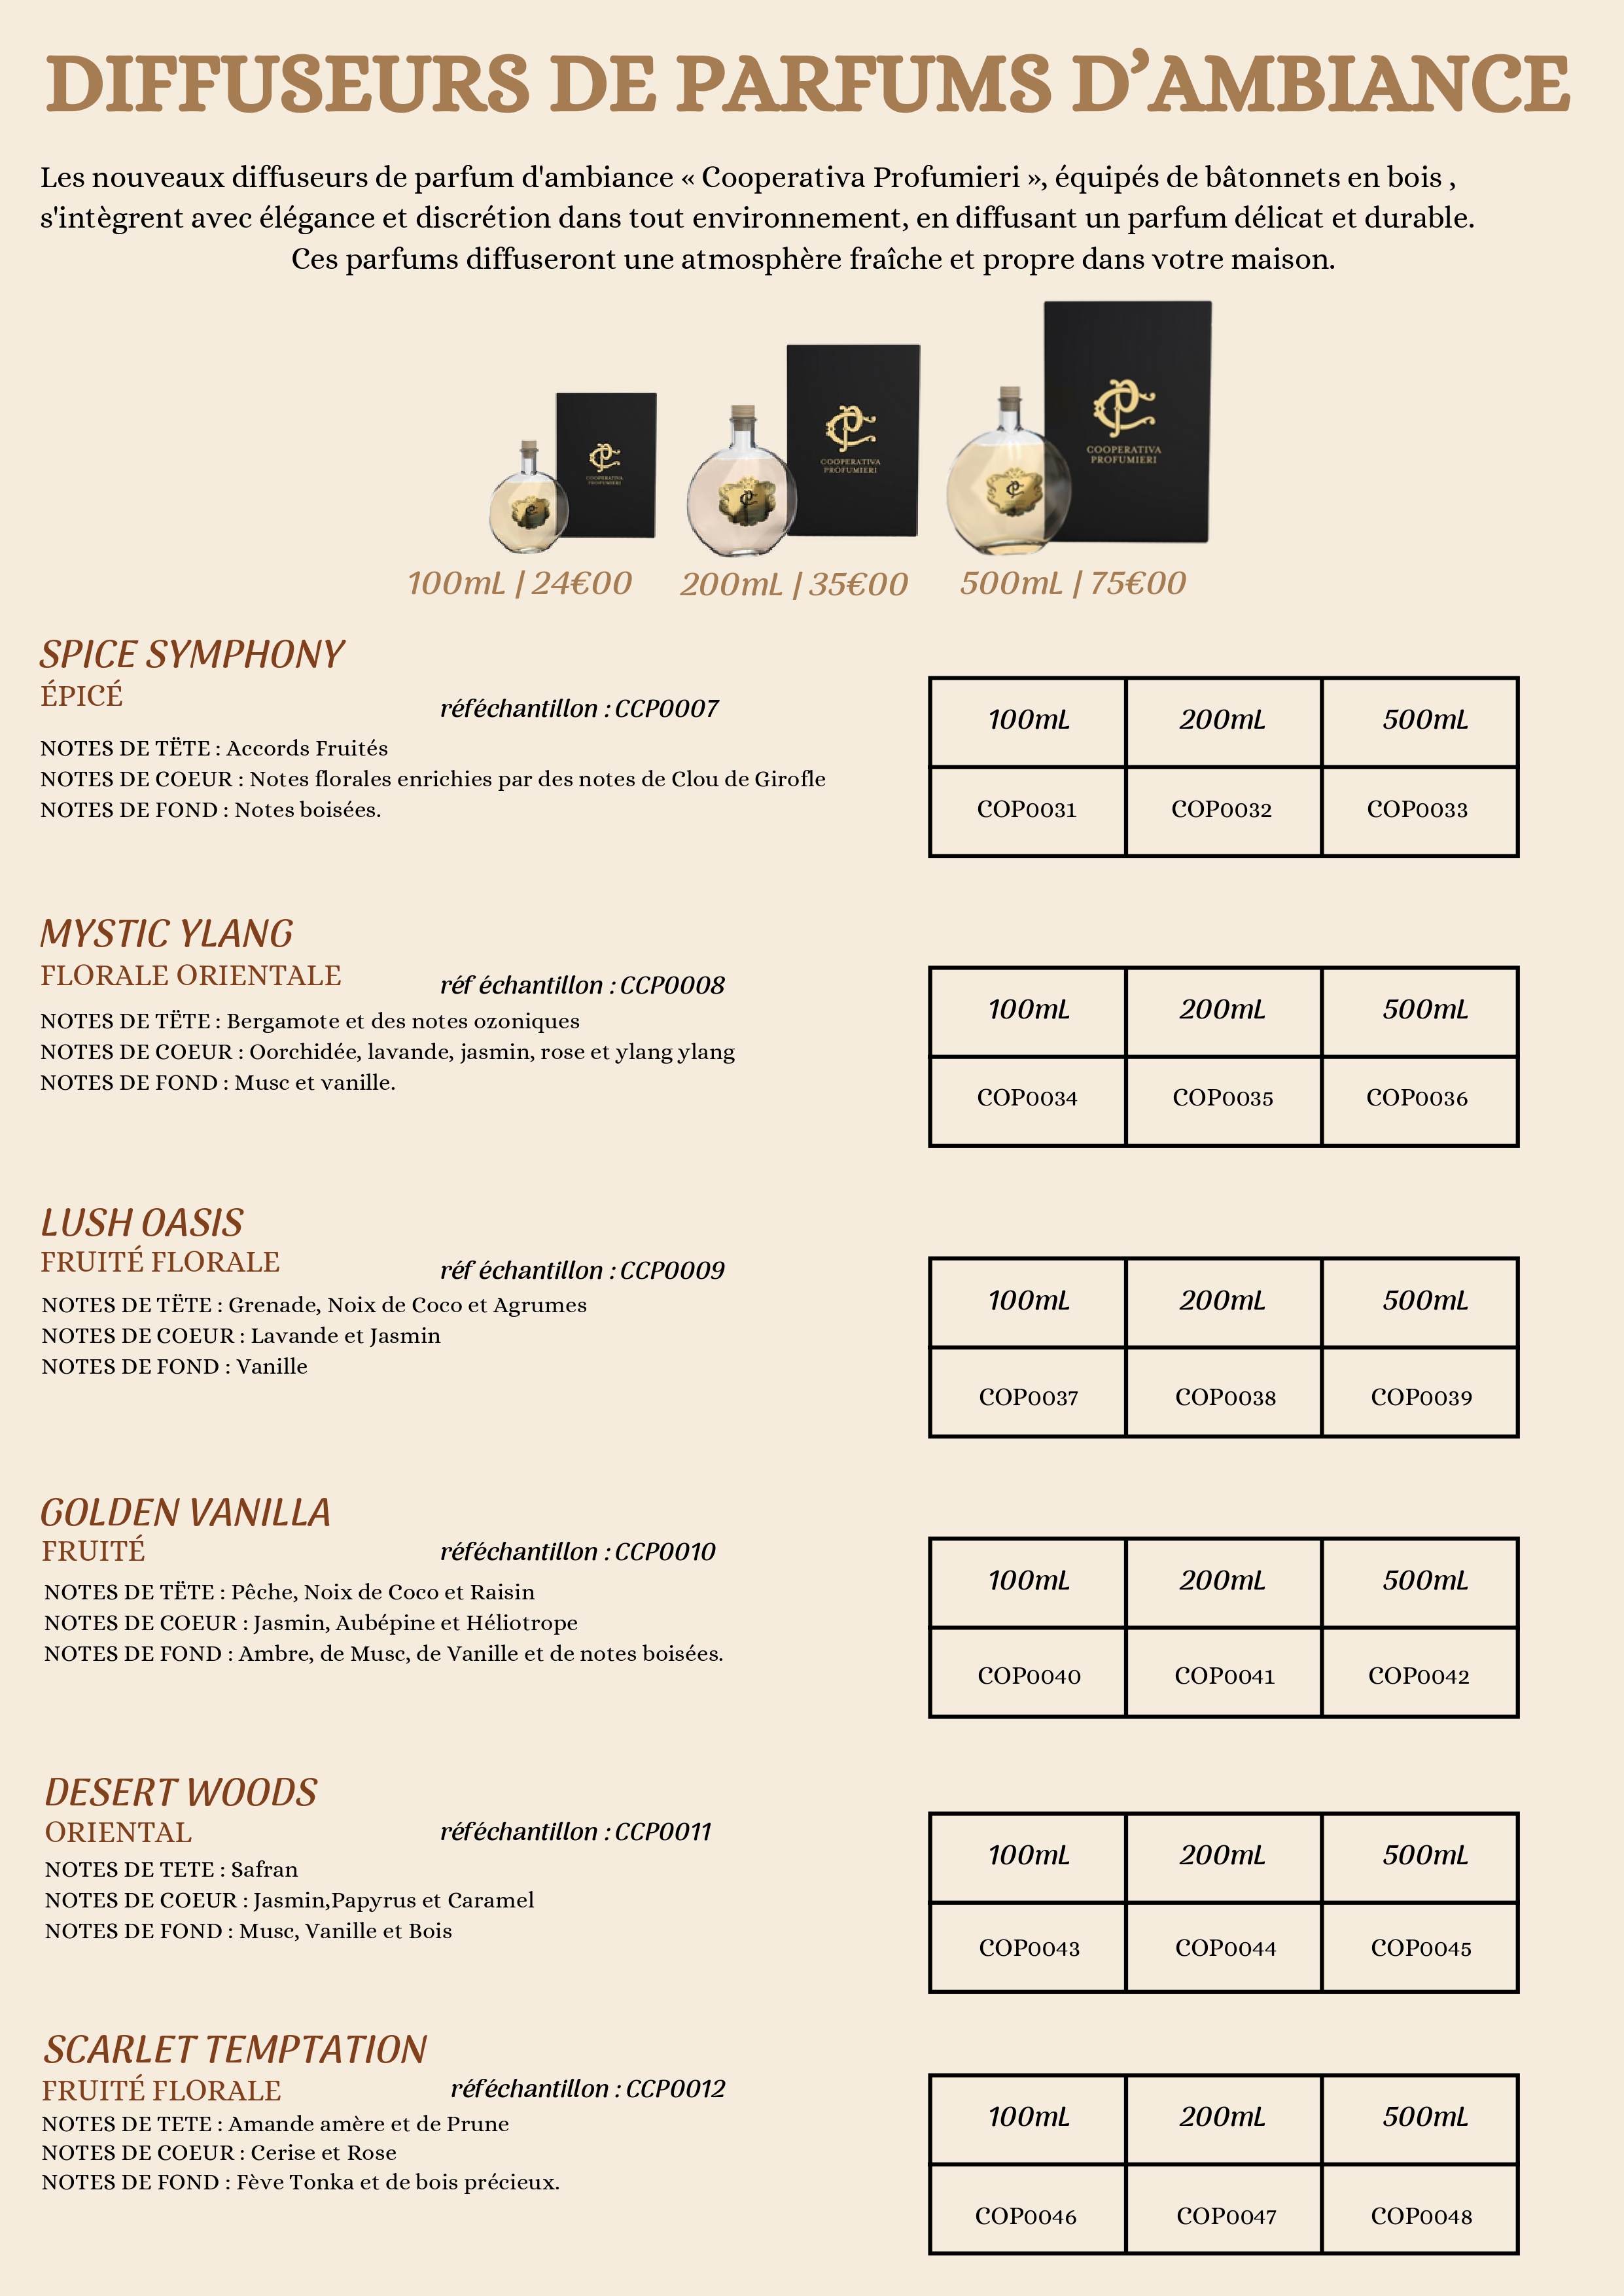 DIFFUSEURS DE PARFUMS D’AMBIANCE
Les nouveaux diffuseurs de parfum d'ambiance « Cooperativa Profumieri », équipés de bâtonnets en bois ,
s'intègrent avec élégance et discrétion dans tout environnement, en diffusant un parfum délicat et durable.
Ces parfums diffuseront une atmosphère fraîche et propre dans votre maison.
COOPERATIVA
PROFUMIERI
COOPERATIVA
PROFUMIERI
COOPERATIVA
PROFUMIERI
100mL | 24€00
200mL | 35€00
500mL | 75€00
SPICE SYMPHONY
ÉPICÉ
réféchantillon : CCP0007
NOTES DE TËTE : Accords Fruités
NOTES DE COEUR : Notes florales enrichies par des notes de Clou de Girofle
NOTES DE FOND : Notes boisées.
100mL 200mL 500mL
COP0031 COP0032 COP0033
MYSTIC YLANG
FLORALE ORIENTALE
réf échantillon : CCP0008
NOTES DE TËTE : Bergamote et des notes ozoniques
NOTES DE COEUR : Oorchidée, lavande, jasmin, rose et ylang ylang
NOTES DE FOND : Musc et vanille.
100mL 200mL 500mL
COP0034 COP0035 COP0036
LUSH OASIS
FRUITÉ FLORALE
réf échantillon : CCP0009
NOTES DE TËTE : Grenade, Noix de Coco et Agrumes
NOTES DE COEUR : Lavande et Jasmin
NOTES DE FOND : Vanille
100mL 200mL 500mL
COP0037 COP0038 COP0039
GOLDEN VANILLA
FRUITÉ
réféchantillon : CCP0010
NOTES DE TËTE : Pêche, Noix de Coco et Raisin
NOTES DE COEUR : Jasmin, Aubépine et Héliotrope
NOTES DE FOND : Ambre, de Musc, de Vanille et de notes boisées.
100mL 200mL 500mL
COP0040 COP0041 COP0042
DESERT WOODS
ORIENTAL
réféchantillon : CCP0011
NOTES DE TETE : Safran
NOTES DE COEUR : Jasmin,Papyrus et Caramel
NOTES DE FOND : Musc, Vanille et Bois
100mL 200mL 500mL
COP0043 COP0044 COP0045
SCARLET TEMPTATION
FRUITÉ FLORALE
réféchantillon : CCP0012
NOTES DE TETE : Amande amère et de Prune
NOTES DE COEUR : Cerise et Rose
NOTES DE FOND : Fève Tonka et de bois précieux.
100mL 200mL 500mL
COP0046 COP0047 COP0048